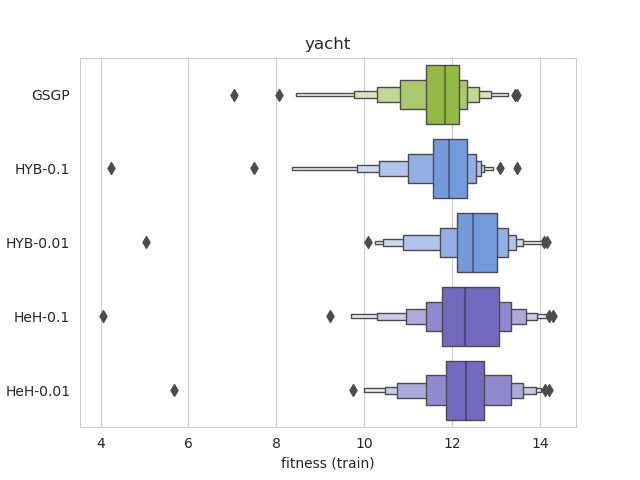 yacht
GSGP
HYB-0.1
HYB-0.01
HeH-0.1
HeH-0.01
4 6 8 10 12 14
fitness (train)